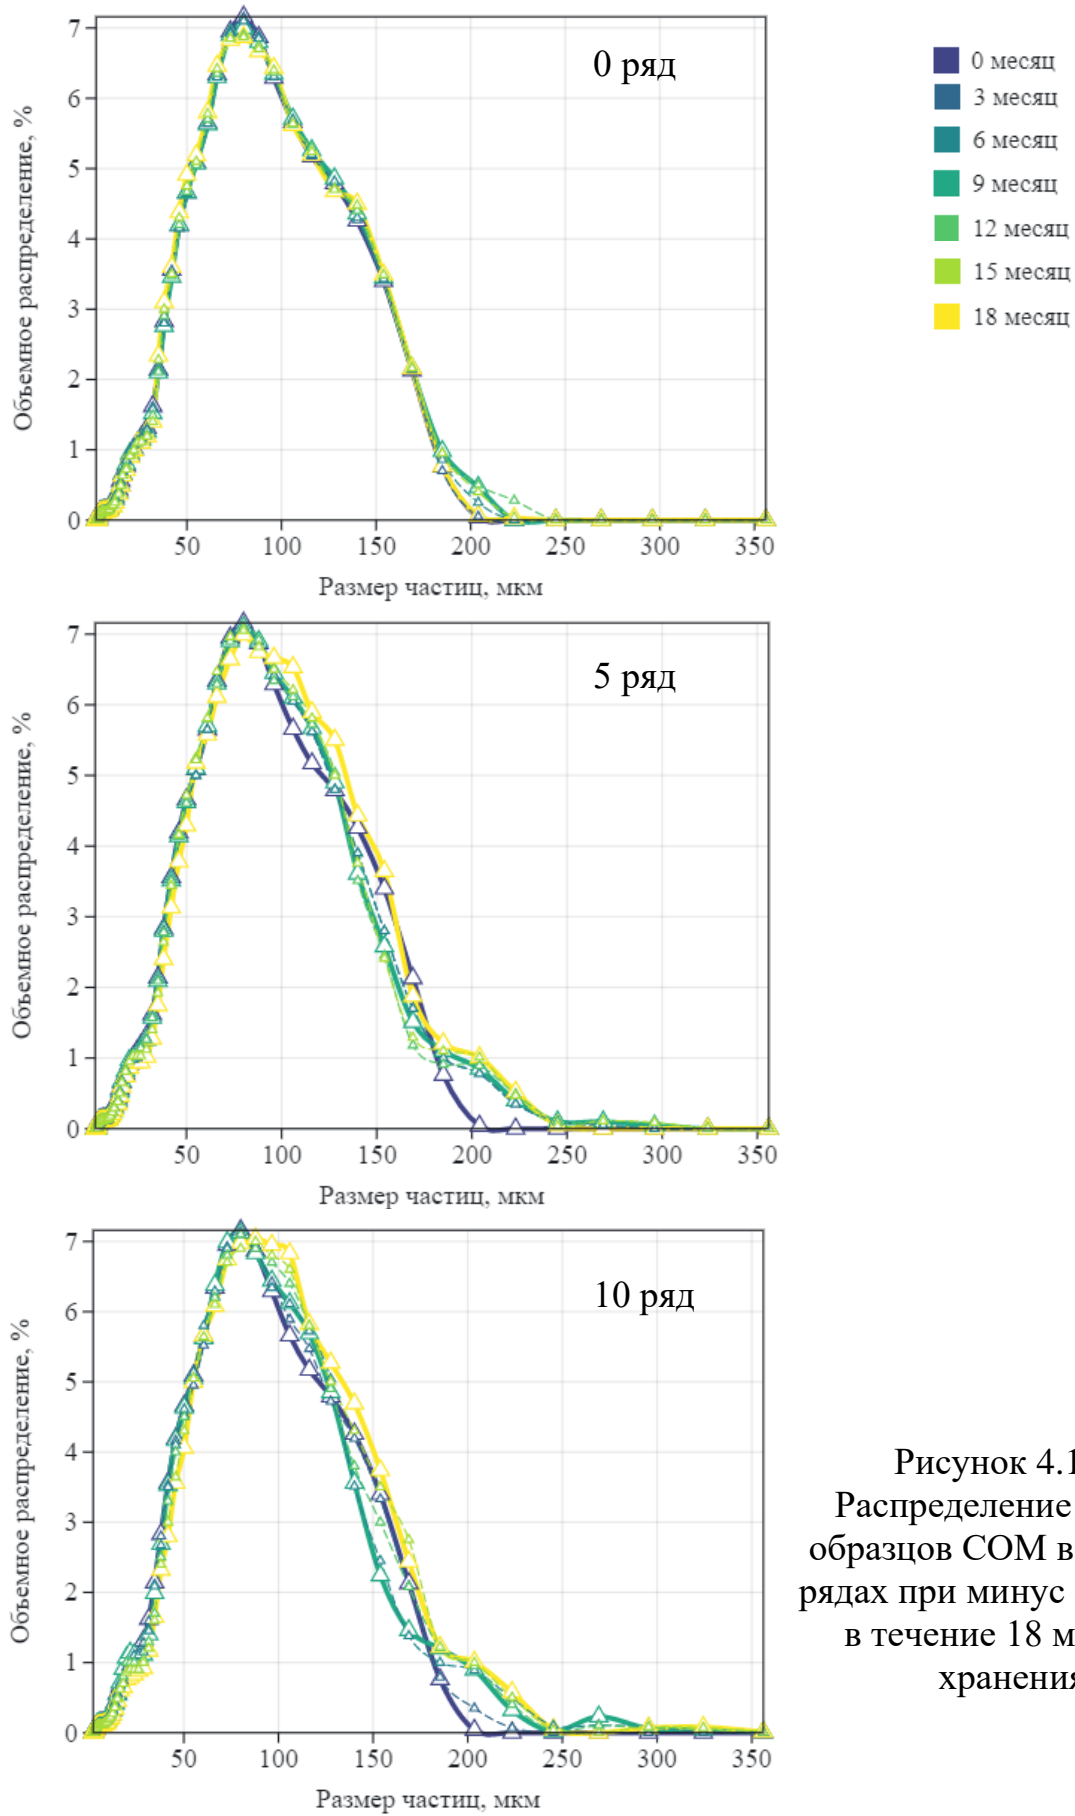 7
6
5
4
3
2
1
0
Объемное распределение, %
0 ряд
50 100 150 200 250 300 350
Размер частиц, мкм
0 месяц
3 месяц
6 месяц
9 месяц
12 месяц
15 месяц
18 месяц
7
6
5
4
3
2
1
0
Объемное распределение, %
5 ряд
50 100 150 200 250 300 350
Размер частиц, мкм
7
6
5
4
3
2
1
0
Объемное распределение, %
10 ряд
50 100 150 200 250 300 350
Размер частиц, мкм
Рисунок 4.1
Распределение
образцов СОМ в
рядах при минус
в течение 18 м
хранения